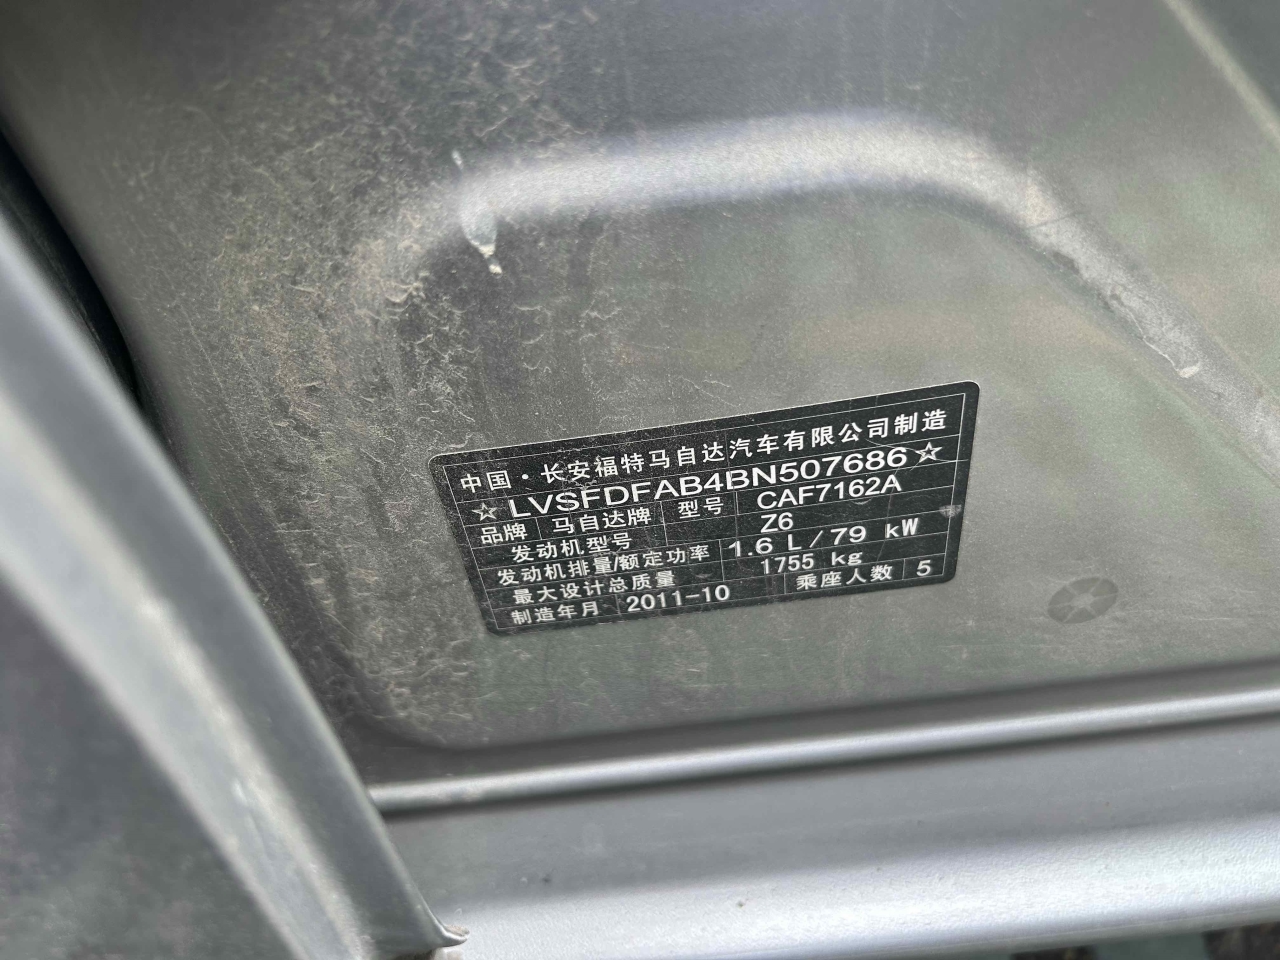 中国·长安福特马自达汽车有限公司制造
☆LVSFDFAB4BN507686☆
品牌 马自达牌 型号 CAF7162A
发动机型号 Z6
发动机排量/额定功率 1.6 L/79 kW
最大设计总质量 1755 kg
制造年月 2011-10 乘座人数 5